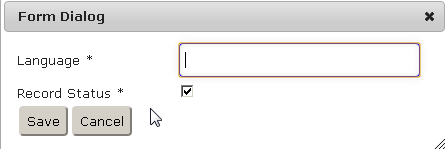 Form Dialog
Language *
Record Status *
Save Cancel